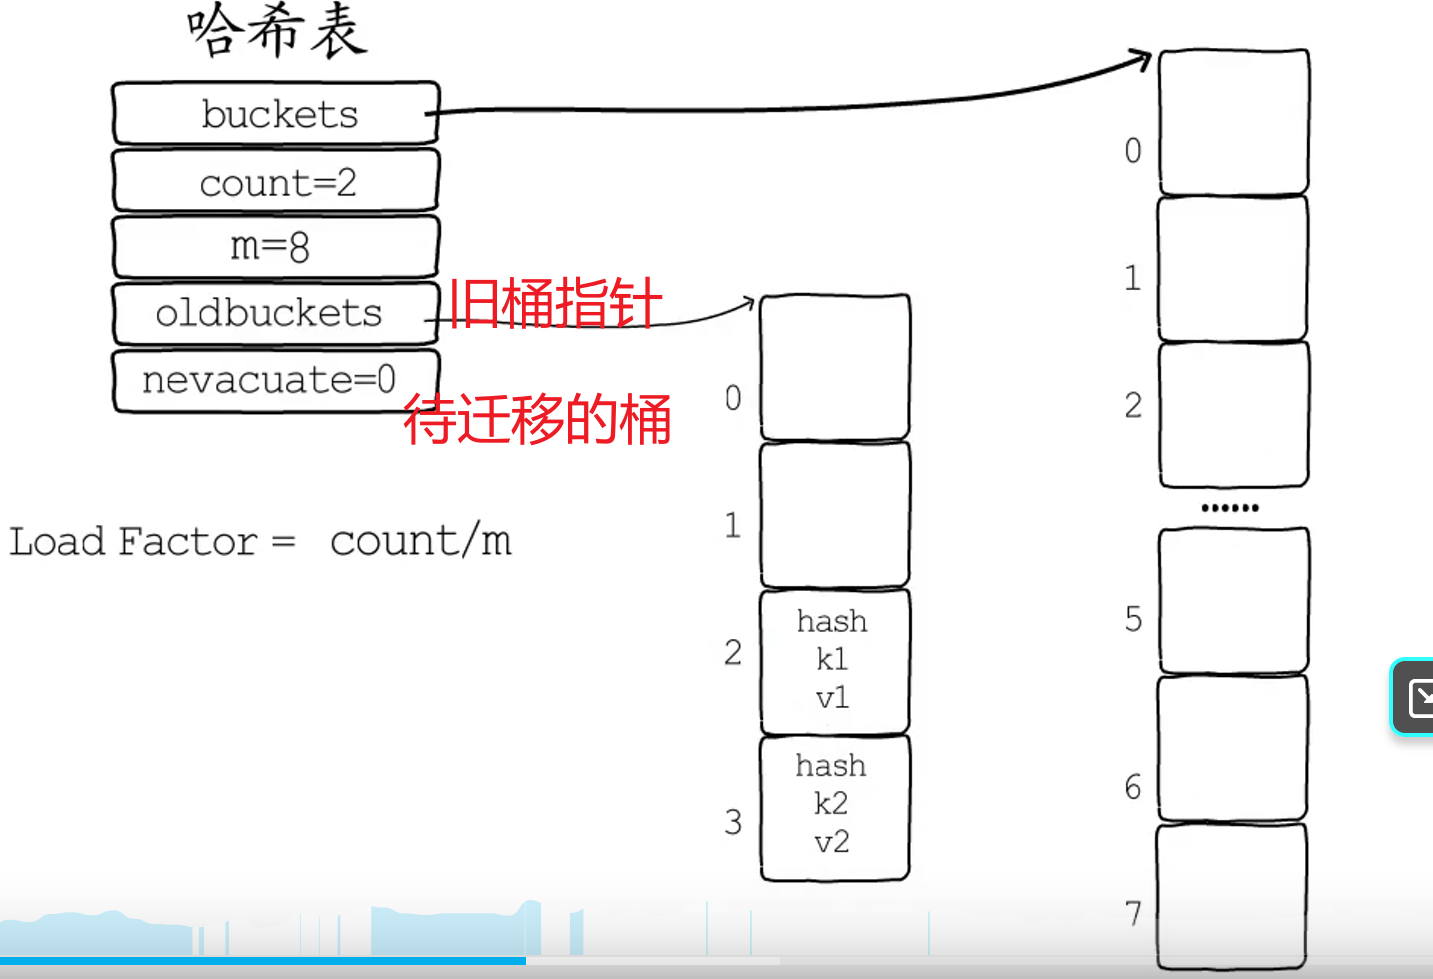 哈希表
buckets
count=2
m=8
oldbuckets
旧桶指针
nevacuate=0
待迁移的桶
Load Factor = count/m
0
1
2
hash
k1
v1
3
hash
k2
v2
0
1
2
······
5
6
7